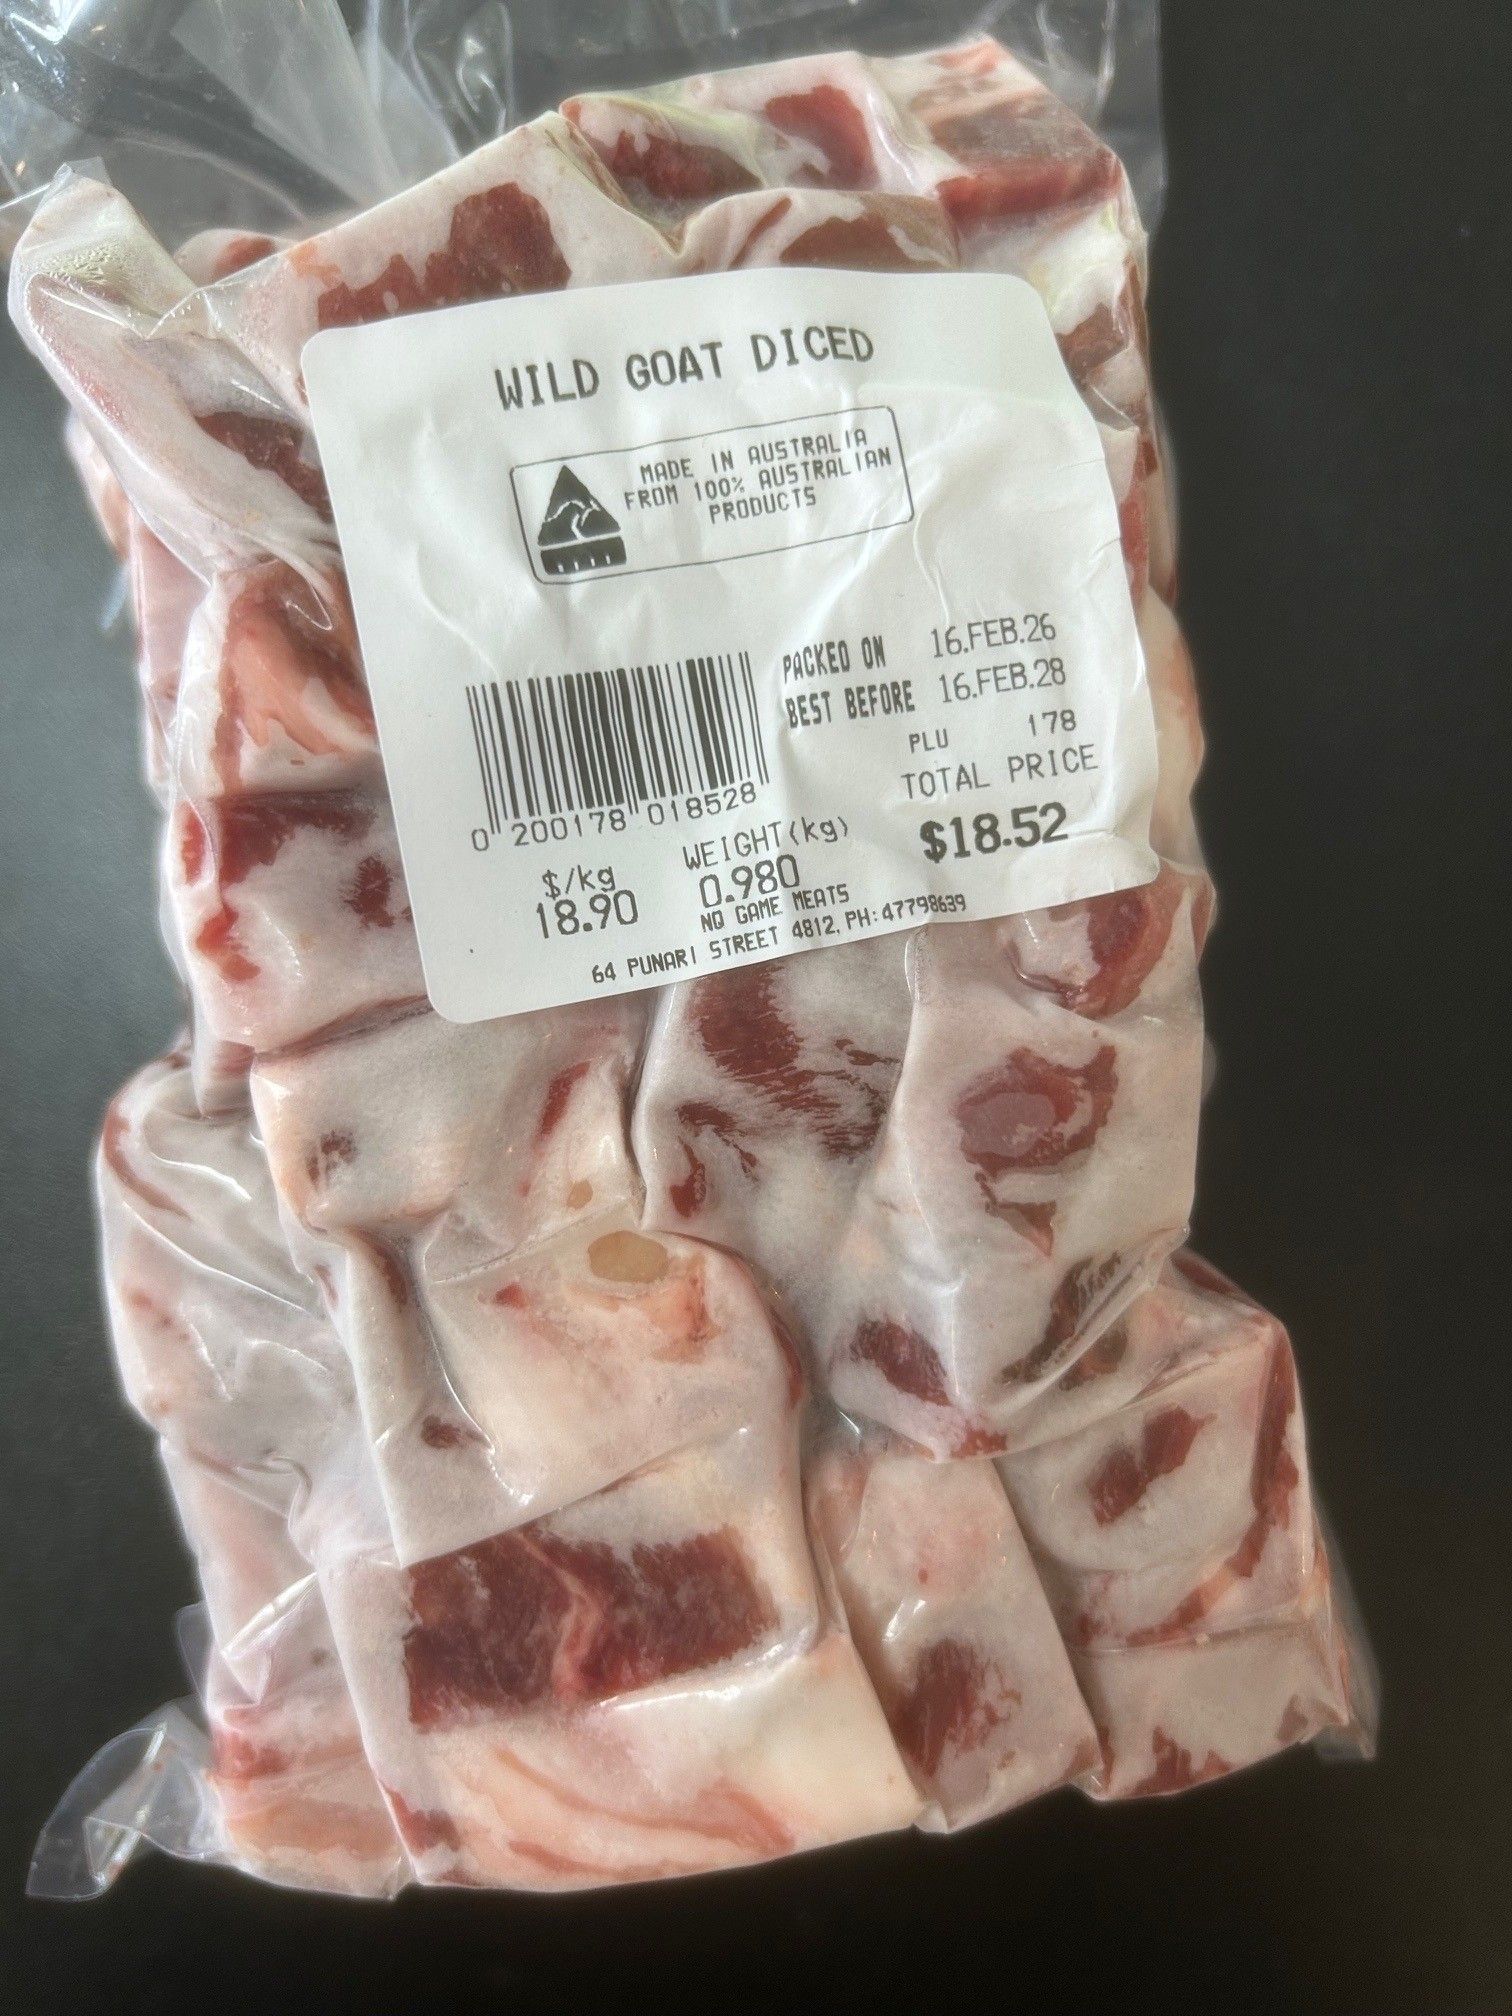 WILD GOAT DICED
MADE IN AUSTRALIA
FROM 100% AUSTRALIAN
PRODUCTS
PACKED ON 16.FEB.26
BEST BEFORE 16.FEB.28
PLU 178
TOTAL PRICE
$18.52
0 200178 018528
$/kg
18.90
WEIGHT(kg)
0.980
NQ GAME MEATS
64 PUNARI STREET 4812, PH:47798639